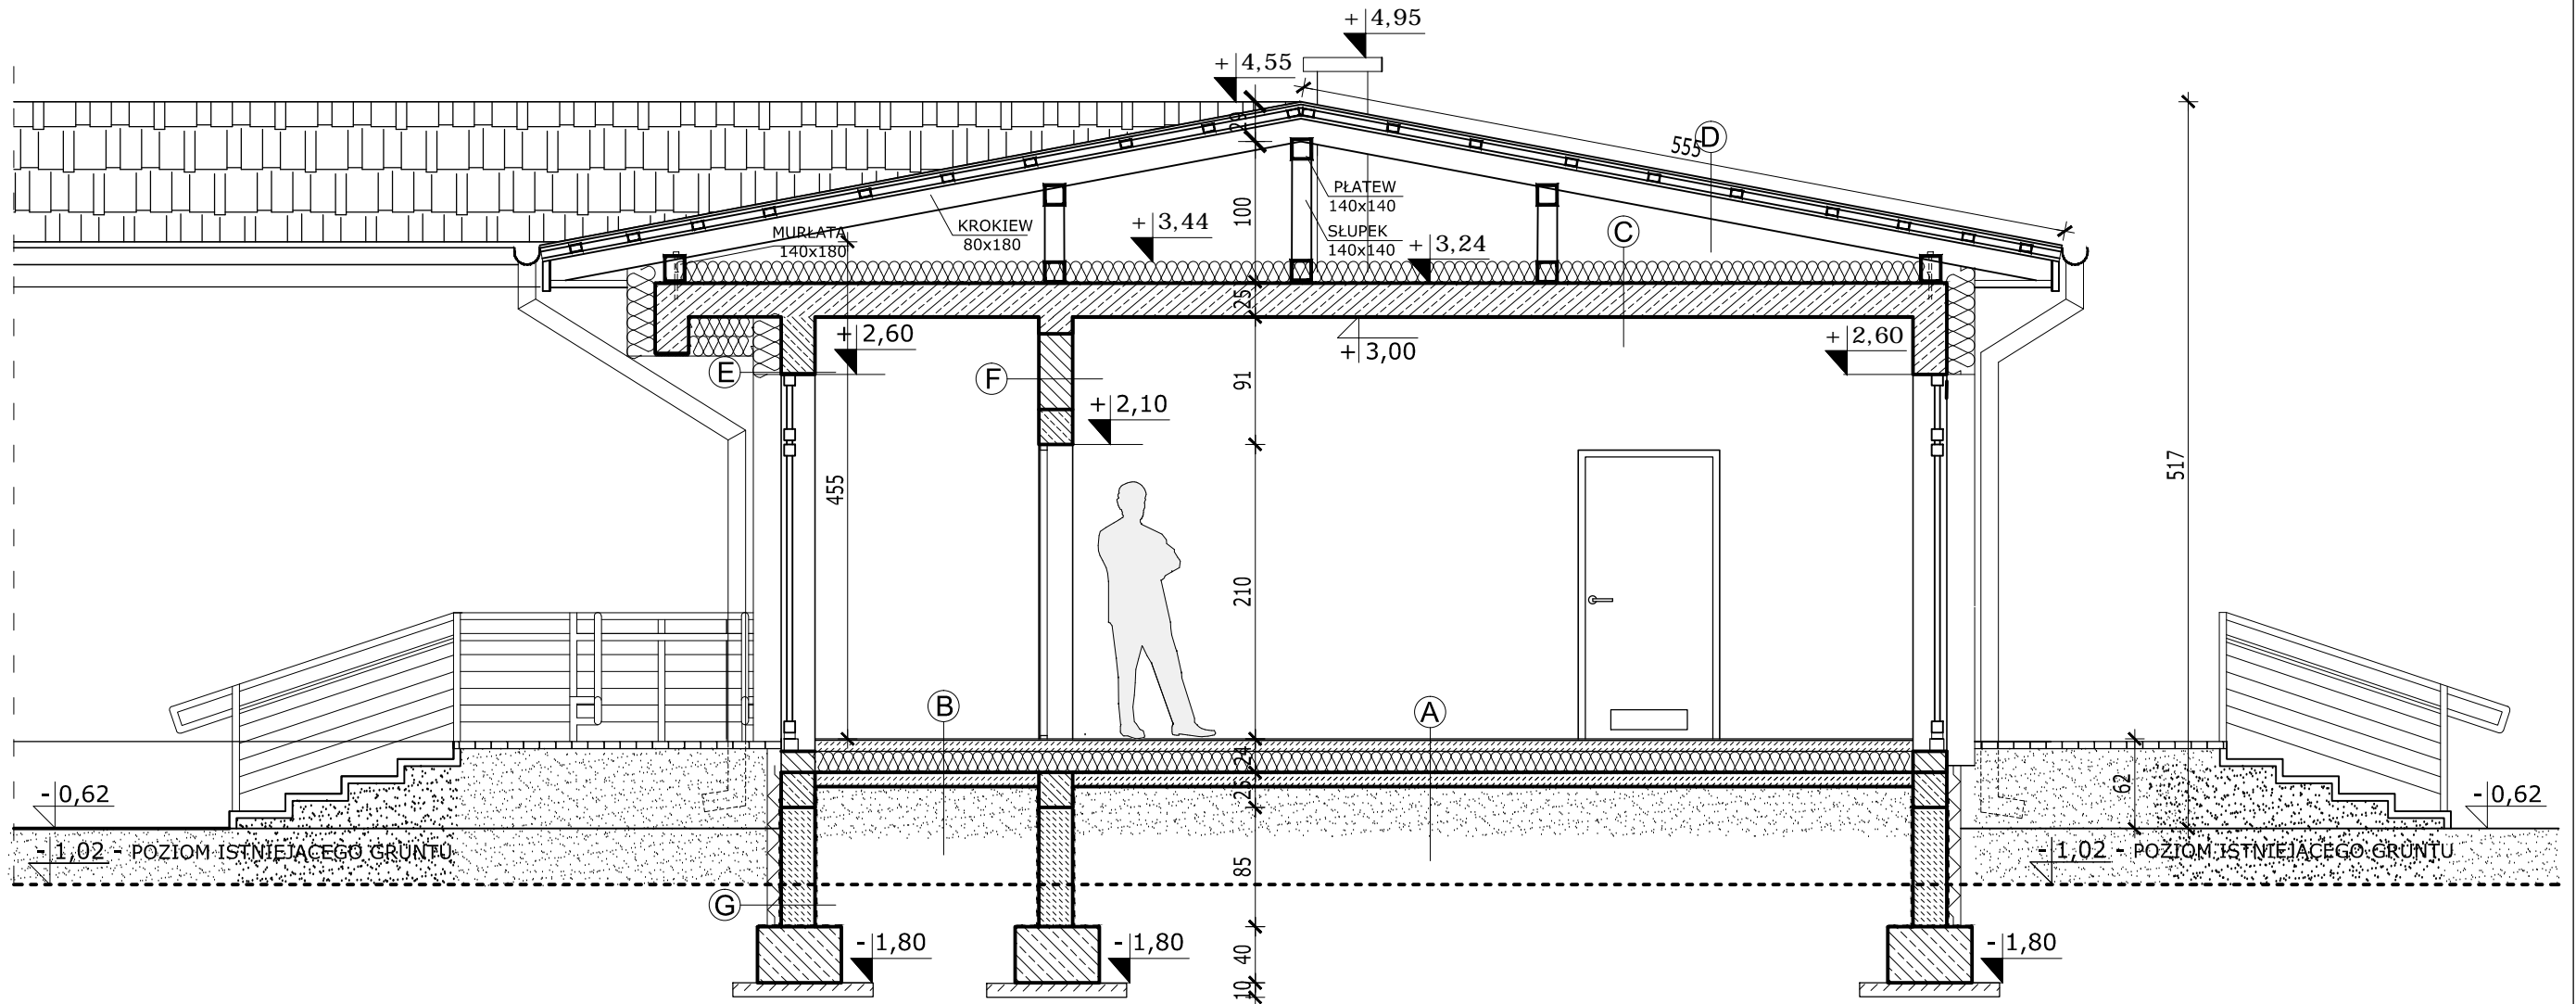 + 4,95
+ 4,55
29
555
D
PŁATEW
140x140
KROKIEW
80x180
MURŁATA
140x180
+ 3,44
100
SŁUPEK
140x140
+ 3,24
C
25
+ 2,60
+ 3,00
+ 2,60
E
F
91
+ 2,10
455
517
210
B
A
24
25
62
- 0,62
- 0,62
- 1,02 - POZIOM ISTNIEJĄCEGO GRUNTU
- 1,02 - POZIOM ISTNIEJĄCEGO GRUNTU
85
G
- 1,80
- 1,80
40
- 1,80
10